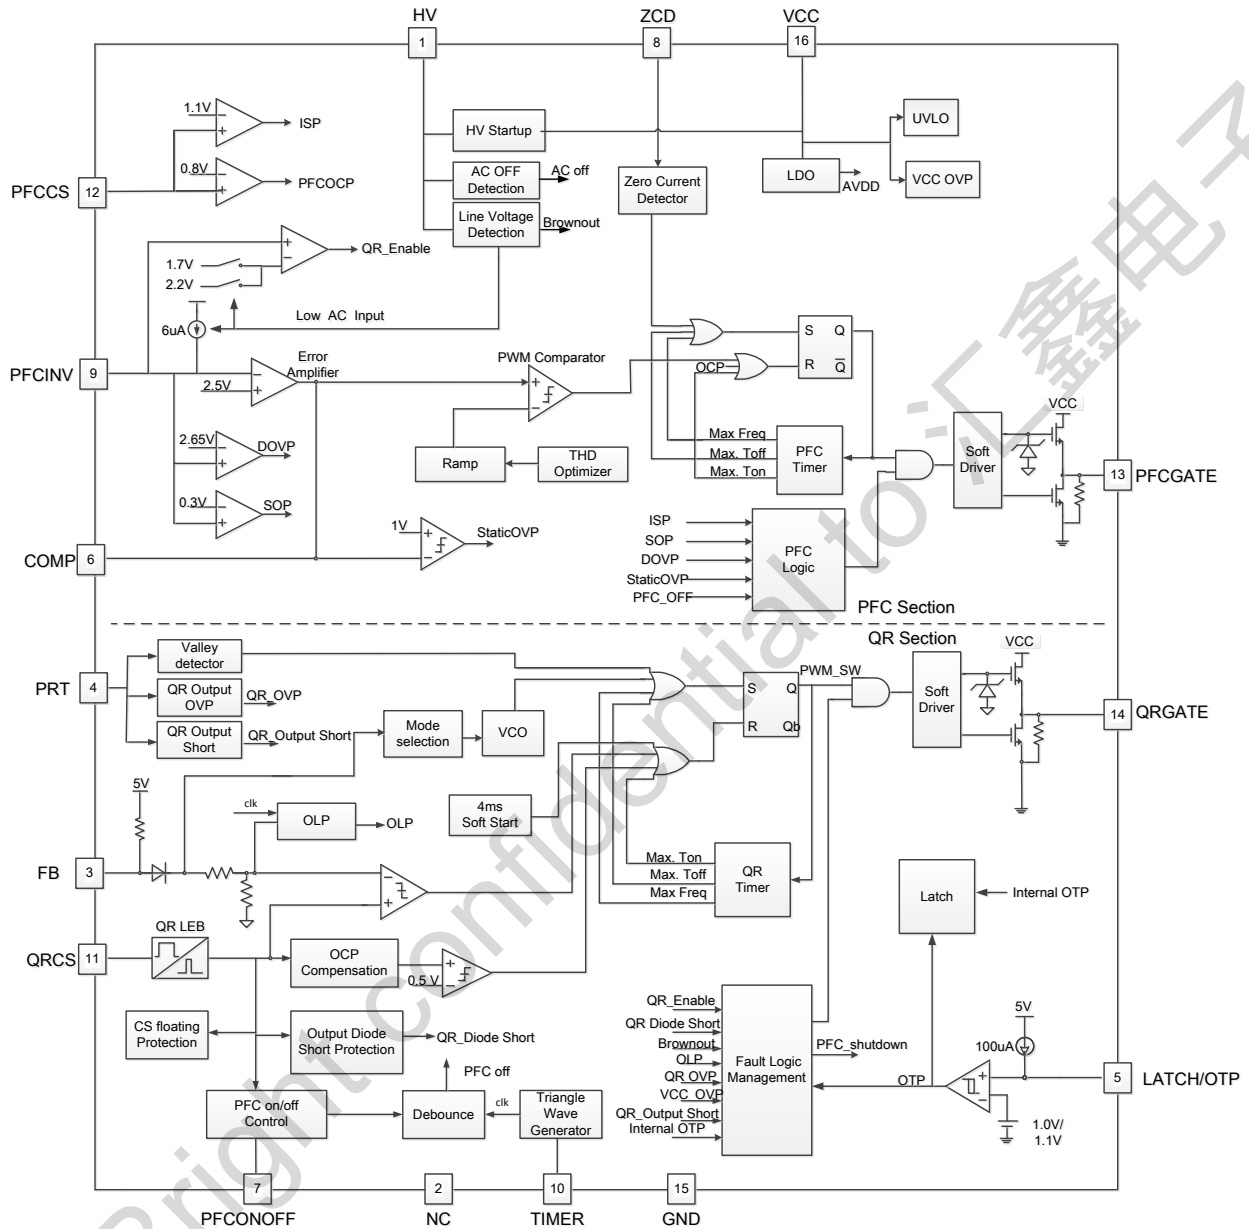 HV
ZCD
VCC
1
8
16
1.1V
ISP
HV Startup
UVLO
0.8V
PFCOCP
PFCCS
12
AC OFF
Detection
AC off
Zero Current
Detector
LDO
AVDD
VCC OVP
Line Voltage
Detection
Brownout
QR_Enable
1.7V
2.2V
6uA
Low AC Input
S
Q
R
Q
OCP
PFCINV
9
Error
Amplifier
2.5V
PWM Comparator
VCC
2.65V
DOVP
Ramp
THD
Optimizer
Max Freq
Max. Toff
Max. Ton
PFC
Timer
Soft
Driver
13
PFCGATE
0.3V
SOP
1V
StaticOVP
COMP
6
ISP
SOP
DOVP
StaticOVP
PFC_OFF
PFC
Logic
PFC Section
QR Section
Valley
detector
PRT
4
QR Output
OVP
QR_OVP
QR Output
Short
QR_Output Short
Mode
selection
VCO
PWM_SW
S
Q
R
Qb
Soft
Driver
VCC
14
QRGATE
5V
clk
OLP
OLP
4ms
Soft Start
FB
3
Max. Ton
Max. Toff
Max Freq
QR
Timer
Latch
Internal OTP
QR LEB
QRCS
11
OCP
Compensation
0.5 V
CS floating
Protection
Output Diode
Short Protection
QR_Diode Short
PFC off
QR_Enable
QR Diode Short
Brownout
OLP
QR OVP
VCC_OVP
QR_Output Short
Internal OTP
Fault Logic
Management
PFC_shutdown
OTP
5V
100uA
5
LATCH/OTP
1.0V/
1.1V
PFC on/off
Control
Debounce
clk
Triangle
Wave
Generator
7
2
10
15
PFCONOFF
NC
TIMER
GND
Bright confidential to 汇鑫电子